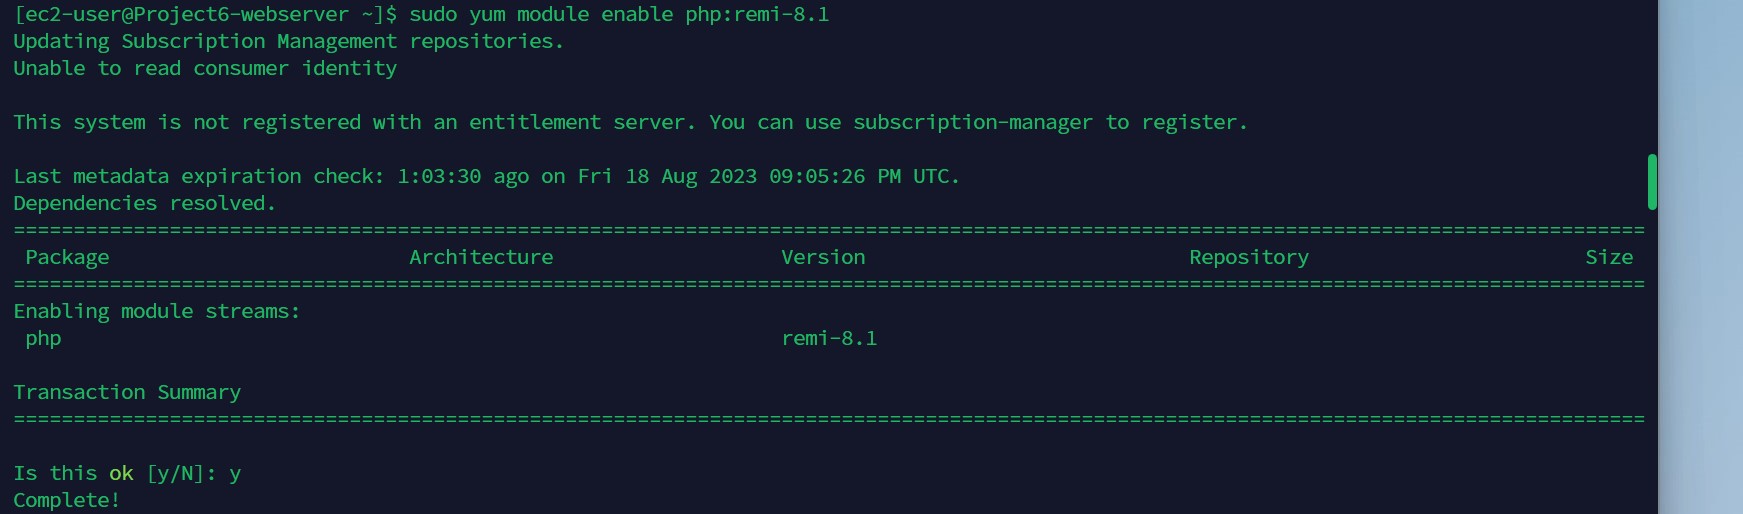 [ec2-user@Project6-webserver ~]$ sudo yum module enable php:remi-8.1
Updating Subscription Management repositories.
Unable to read consumer identity
This system is not registered with an entitlement server. You can use subscription-manager to register.
Last metadata expiration check: 1:03:30 ago on Fri 18 Aug 2023 09:05:26 PM UTC.
Dependencies resolved.
========================================================================================================================================
Package Architecture Version Repository Size
========================================================================================================================================
Enabling module streams:
php remi-8.1
Transaction Summary
========================================================================================================================================
Is this ok [y/N]: y
Complete!